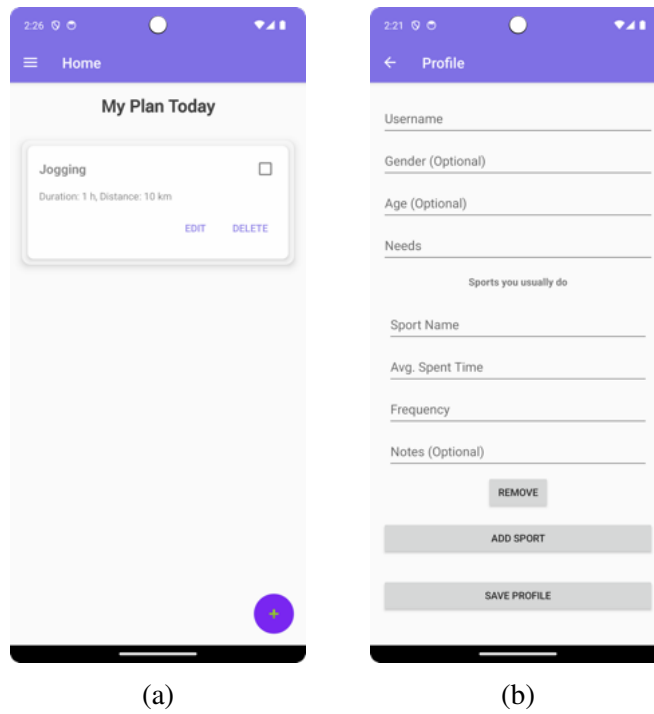 2:26
Home
My Plan Today
Jogging
Duration: 1 h, Distance: 10 km
EDIT DELETE
+
(a)
2:21
Profile
Username
Gender (Optional)
Age (Optional)
Needs
Sports you usually do
Sport Name
Avg. Spent Time
Frequency
Notes (Optional)
REMOVE
ADD SPORT
SAVE PROFILE
(b)